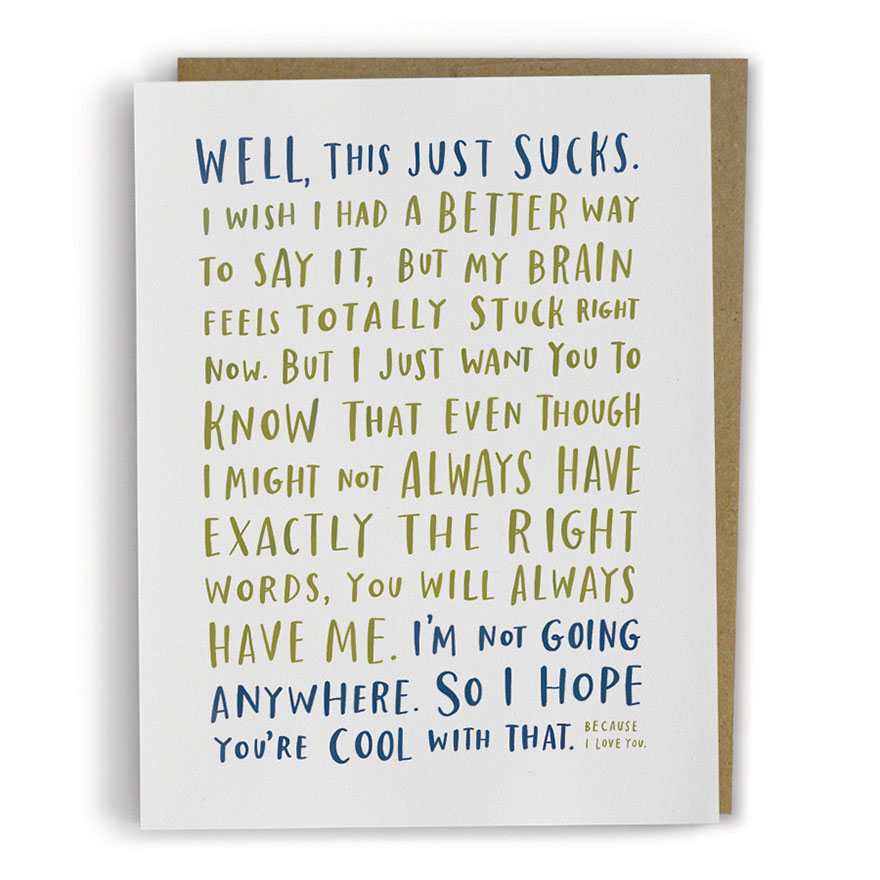 WELL, THIS JUST SUCKS.
I WISH I HAD A BETTER WAY
TO SAY IT, BUT MY BRAIN
FEELS TOTALLY STUCK RIGHT
NOW. BUT I JUST WANT YOU TO
KNOW THAT EVEN THOUGH
I MIGHT NOT ALWAYS HAVE
EXACTLY THE RIGHT
WORDS, YOU WILL ALWAYS
HAVE ME. I'M NOT GOING
ANYWHERE. SO I HOPE
YOU'RE COOL WITH THAT.
BECAUSE
I LOVE YOU.